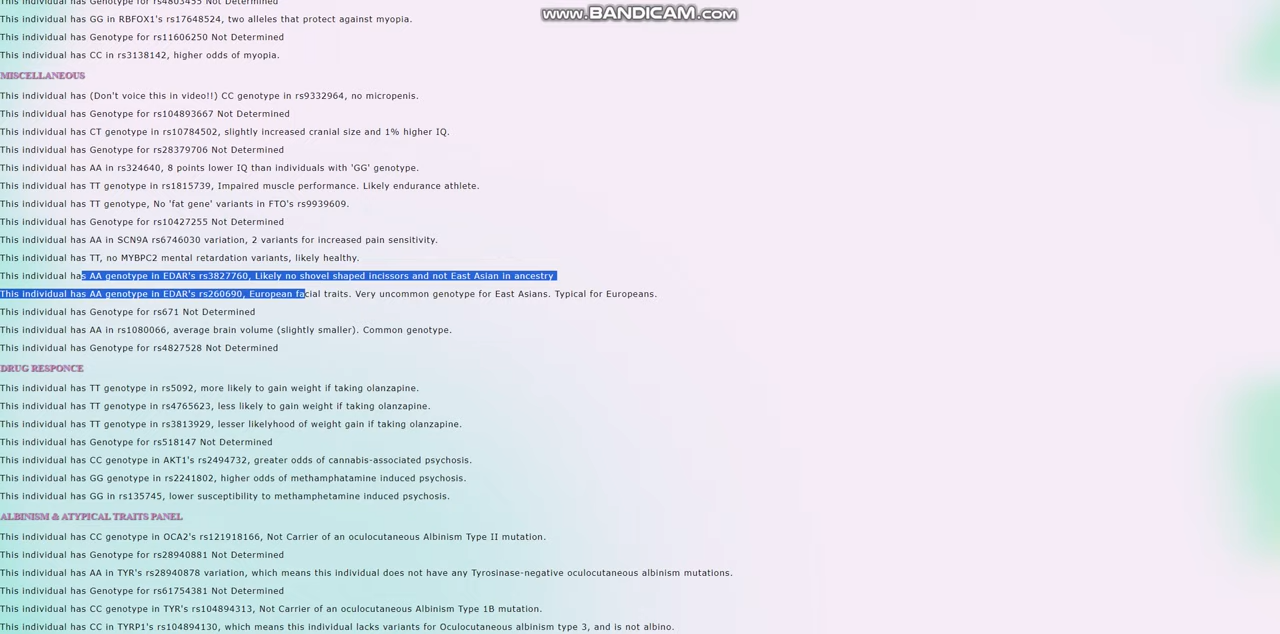 This individual has Genotype for rs4803455 Not Determined
www.BANDICAM.com
This individual has GG in RBFOX1's rs17648524, two alleles that protect against myopia.
This individual has Genotype for rs11606250 Not Determined
This individual has CC in rs3138142, higher odds of myopia.
MISCELLANEOUS
This individual has (Don't voice this in video!!) CC genotype in rs9332964, no micropenis.
This individual has Genotype for rs104893667 Not Determined
This individual has CT genotype in rs10784502, slightly increased cranial size and 1% higher IQ.
This individual has Genotype for rs28379706 Not Determined
This individual has AA in rs324640, 8 points lower IQ than individuals with 'GG' genotype.
This individual has TT genotype in rs1815739, Impaired muscle performance. Likely endurance athlete.
This individual has TT genotype, No 'fat gene' variants in FTO's rs9939609.
This individual has Genotype for rs10427255 Not Determined
This individual has AA in SCN9A rs6746030 variation, 2 variants for increased pain sensitivity.
This individual has TT, no MYBPC2 mental retardation variants, likely healthy.
This individual has AA genotype in EDAR's rs3827760, Likely no shovel shaped incissors and not East Asian in ancestry
This individual has AA genotype in EDAR's rs260690, European facial traits. Very uncommon genotype for East Asians. Typical for Europeans.
This individual has Genotype for rs671 Not Determined
This individual has AA in rs1080066, average brain volume (slightly smaller). Common genotype.
This individual has Genotype for rs4827528 Not Determined
DRUG RESPONCE
This individual has TT genotype in rs5092, more likely to gain weight if taking olanzapine.
This individual has TT genotype in rs4765623, less likely to gain weight if taking olanzapine.
This individual has TT genotype in rs3813929, lesser likelyhood of weight gain if taking olanzapine.
This individual has Genotype for rs518147 Not Determined
This individual has CC genotype in AKT1's rs2494732, greater odds of cannabis-associated psychosis.
This individual has GG genotype in rs2241802, higher odds of methamphatamine induced psychosis.
This individual has GG in rs135745, lower susceptibility to methamphetamine induced psychosis.
ALBINISM & ATYPICAL TRAITS PANEL
This individual has CC genotype in OCA2's rs121918166, Not Carrier of an oculocutaneous Albinism Type II mutation.
This individual has Genotype for rs28940881 Not Determined
This individual has AA in TYR's rs28940878 variation, which means this individual does not have any Tyrosinase-negative oculocutaneous albinism mutations.
This individual has Genotype for rs61754381 Not Determined
This individual has CC genotype in TYR's rs104894313, Not Carrier of an oculocutaneous Albinism Type 1B mutation.
This individual has CC in TYRP1's rs104894130, which means this individual lacks variants for Oculocutaneous albinism type 3, and is not albino.